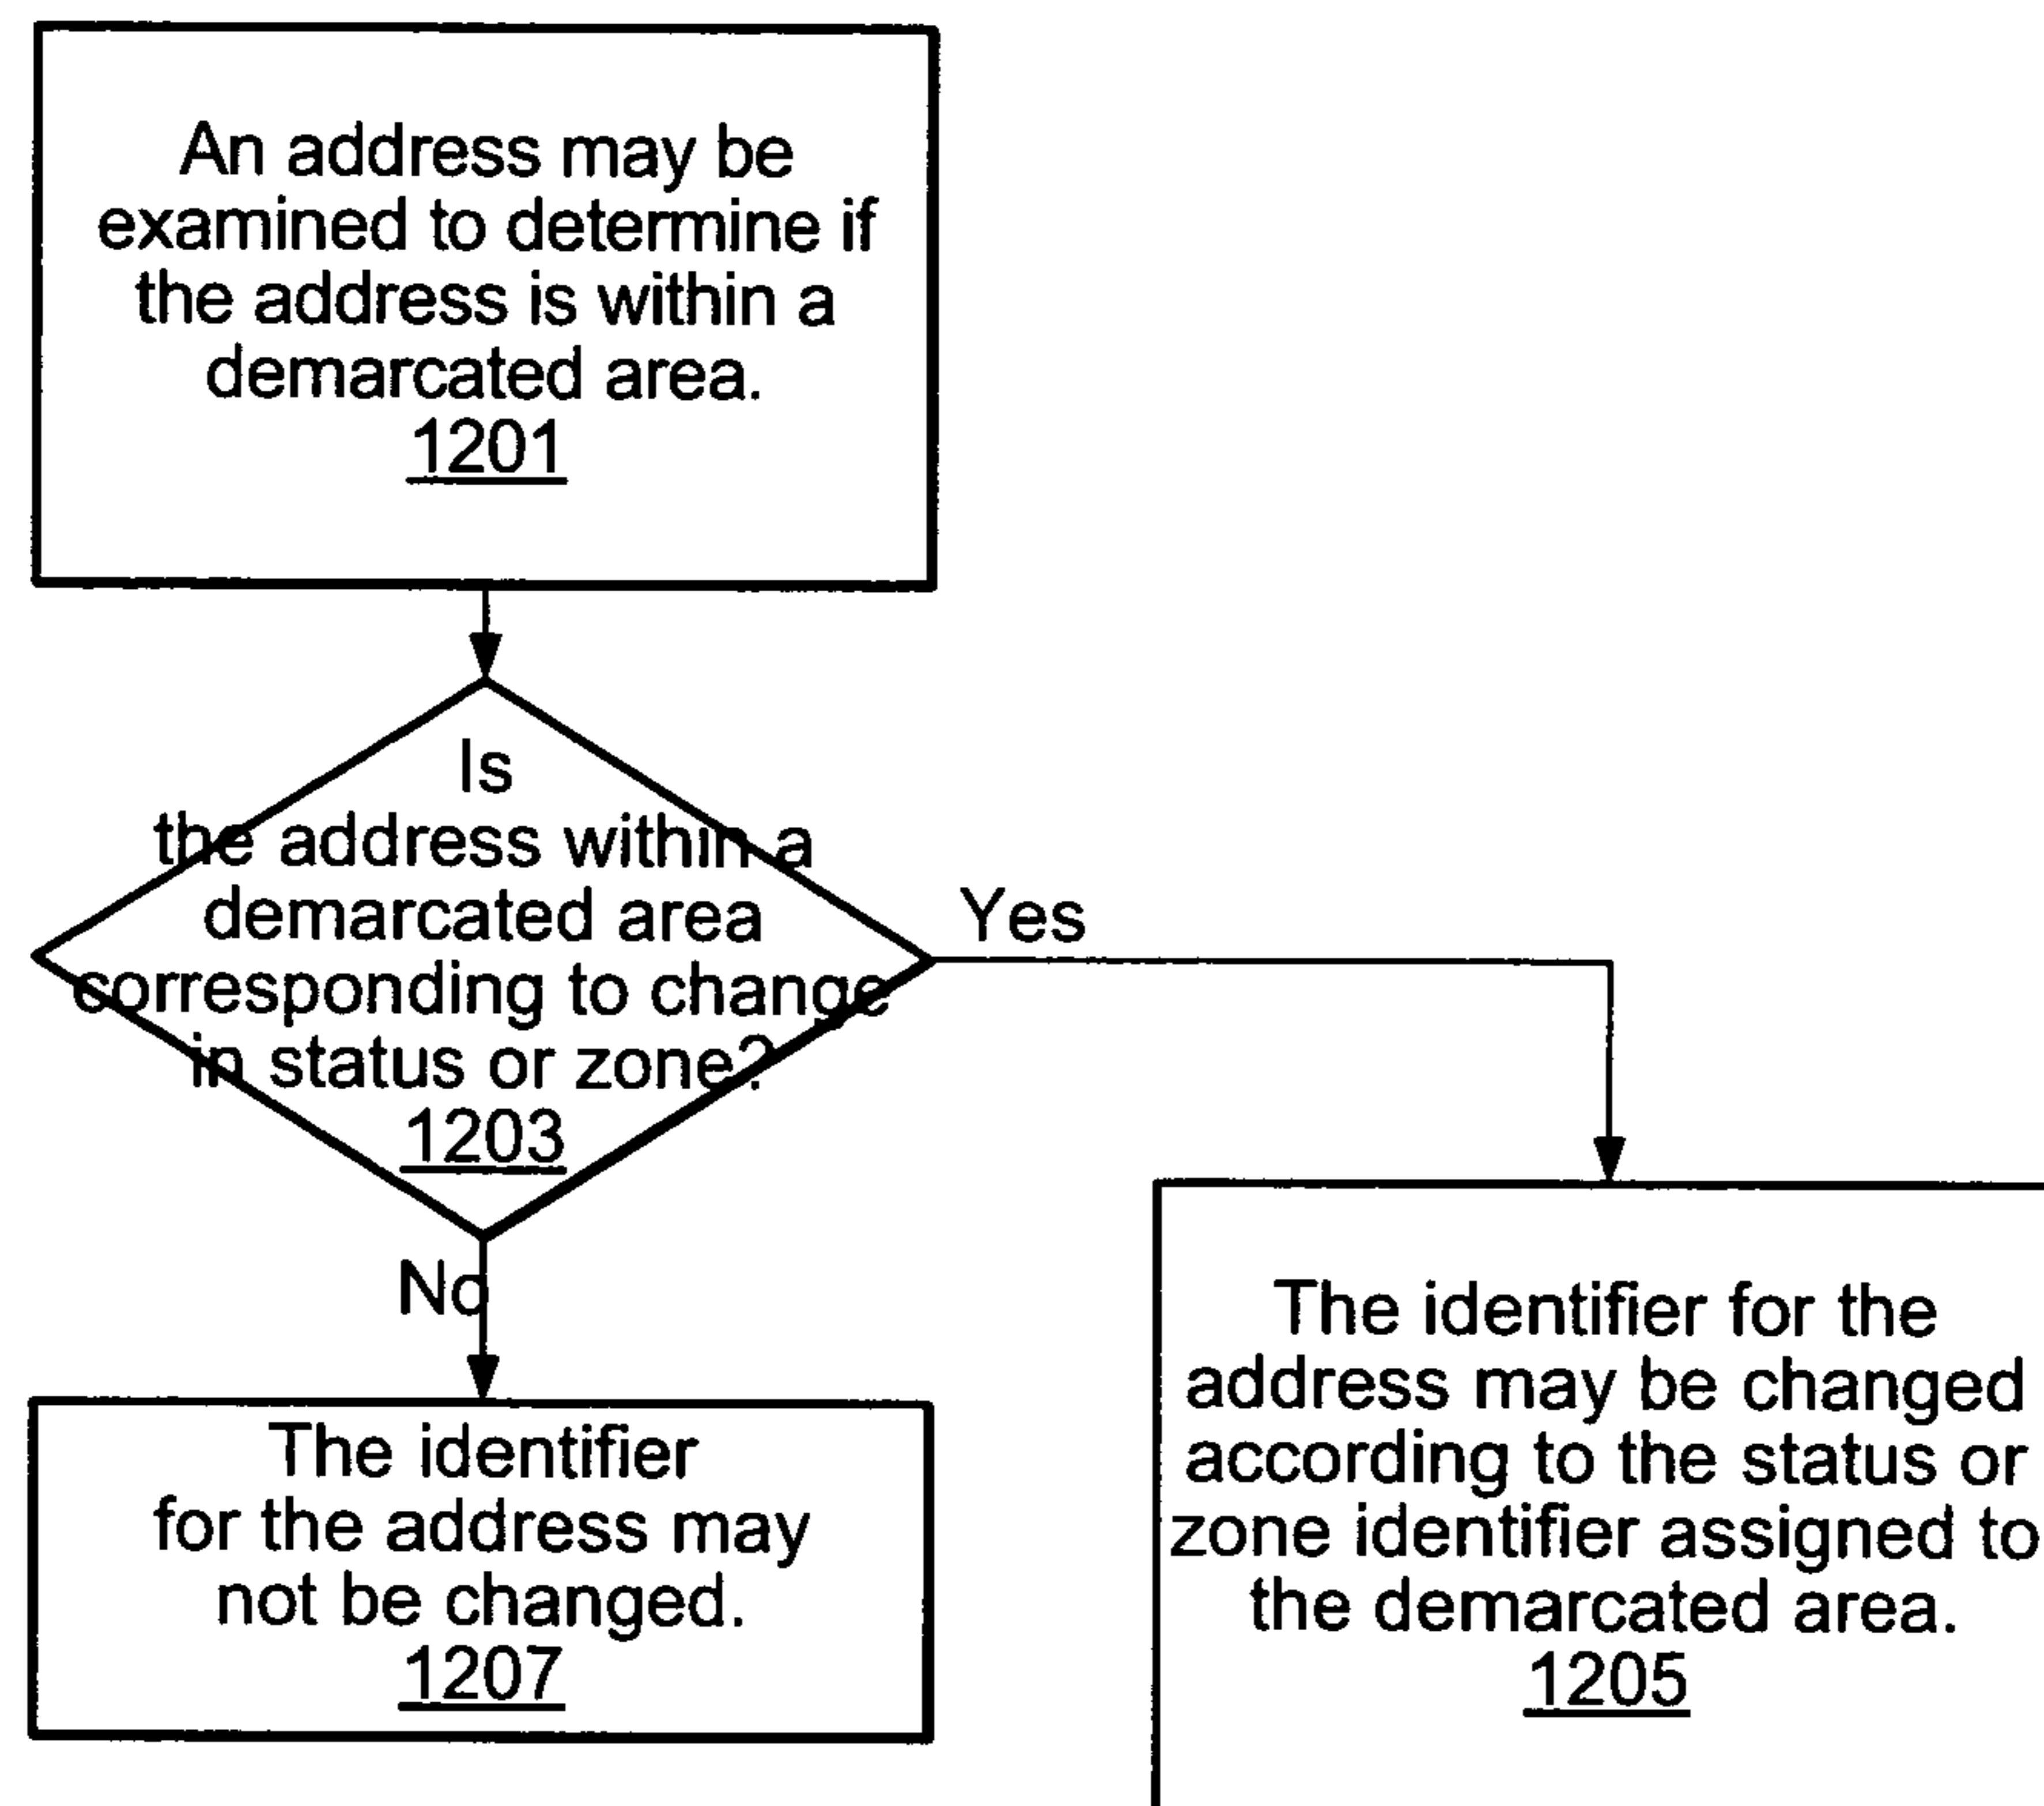 An address may be
examined to determine if
the address is within a
demarcated area.
1201
Is
the address within a
demarcated area
corresponding to change
in status or zone?
1203
Yes
No
The identifier for the
address may be changed
according to the status or
zone identifier assigned to
the demarcated area.
1205
The identifier
for the address may
not be changed.
1207